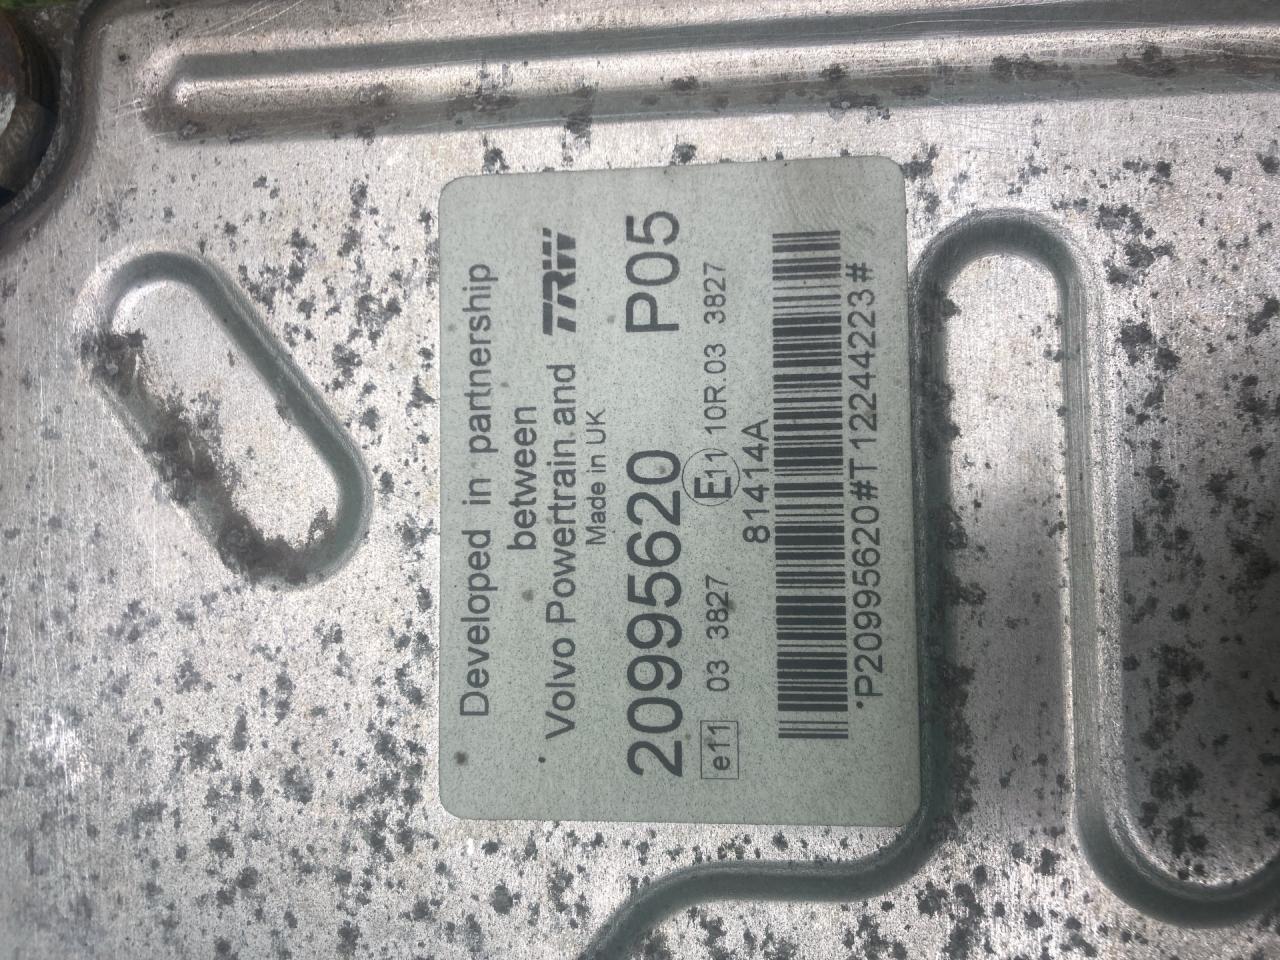 Developed in partnership
between
Volvo Powertrain and TRW
Made in UK
20995620 P05
e11 03 3827 E11 10R.03 3827
81414A
*P20995620#T12244223#